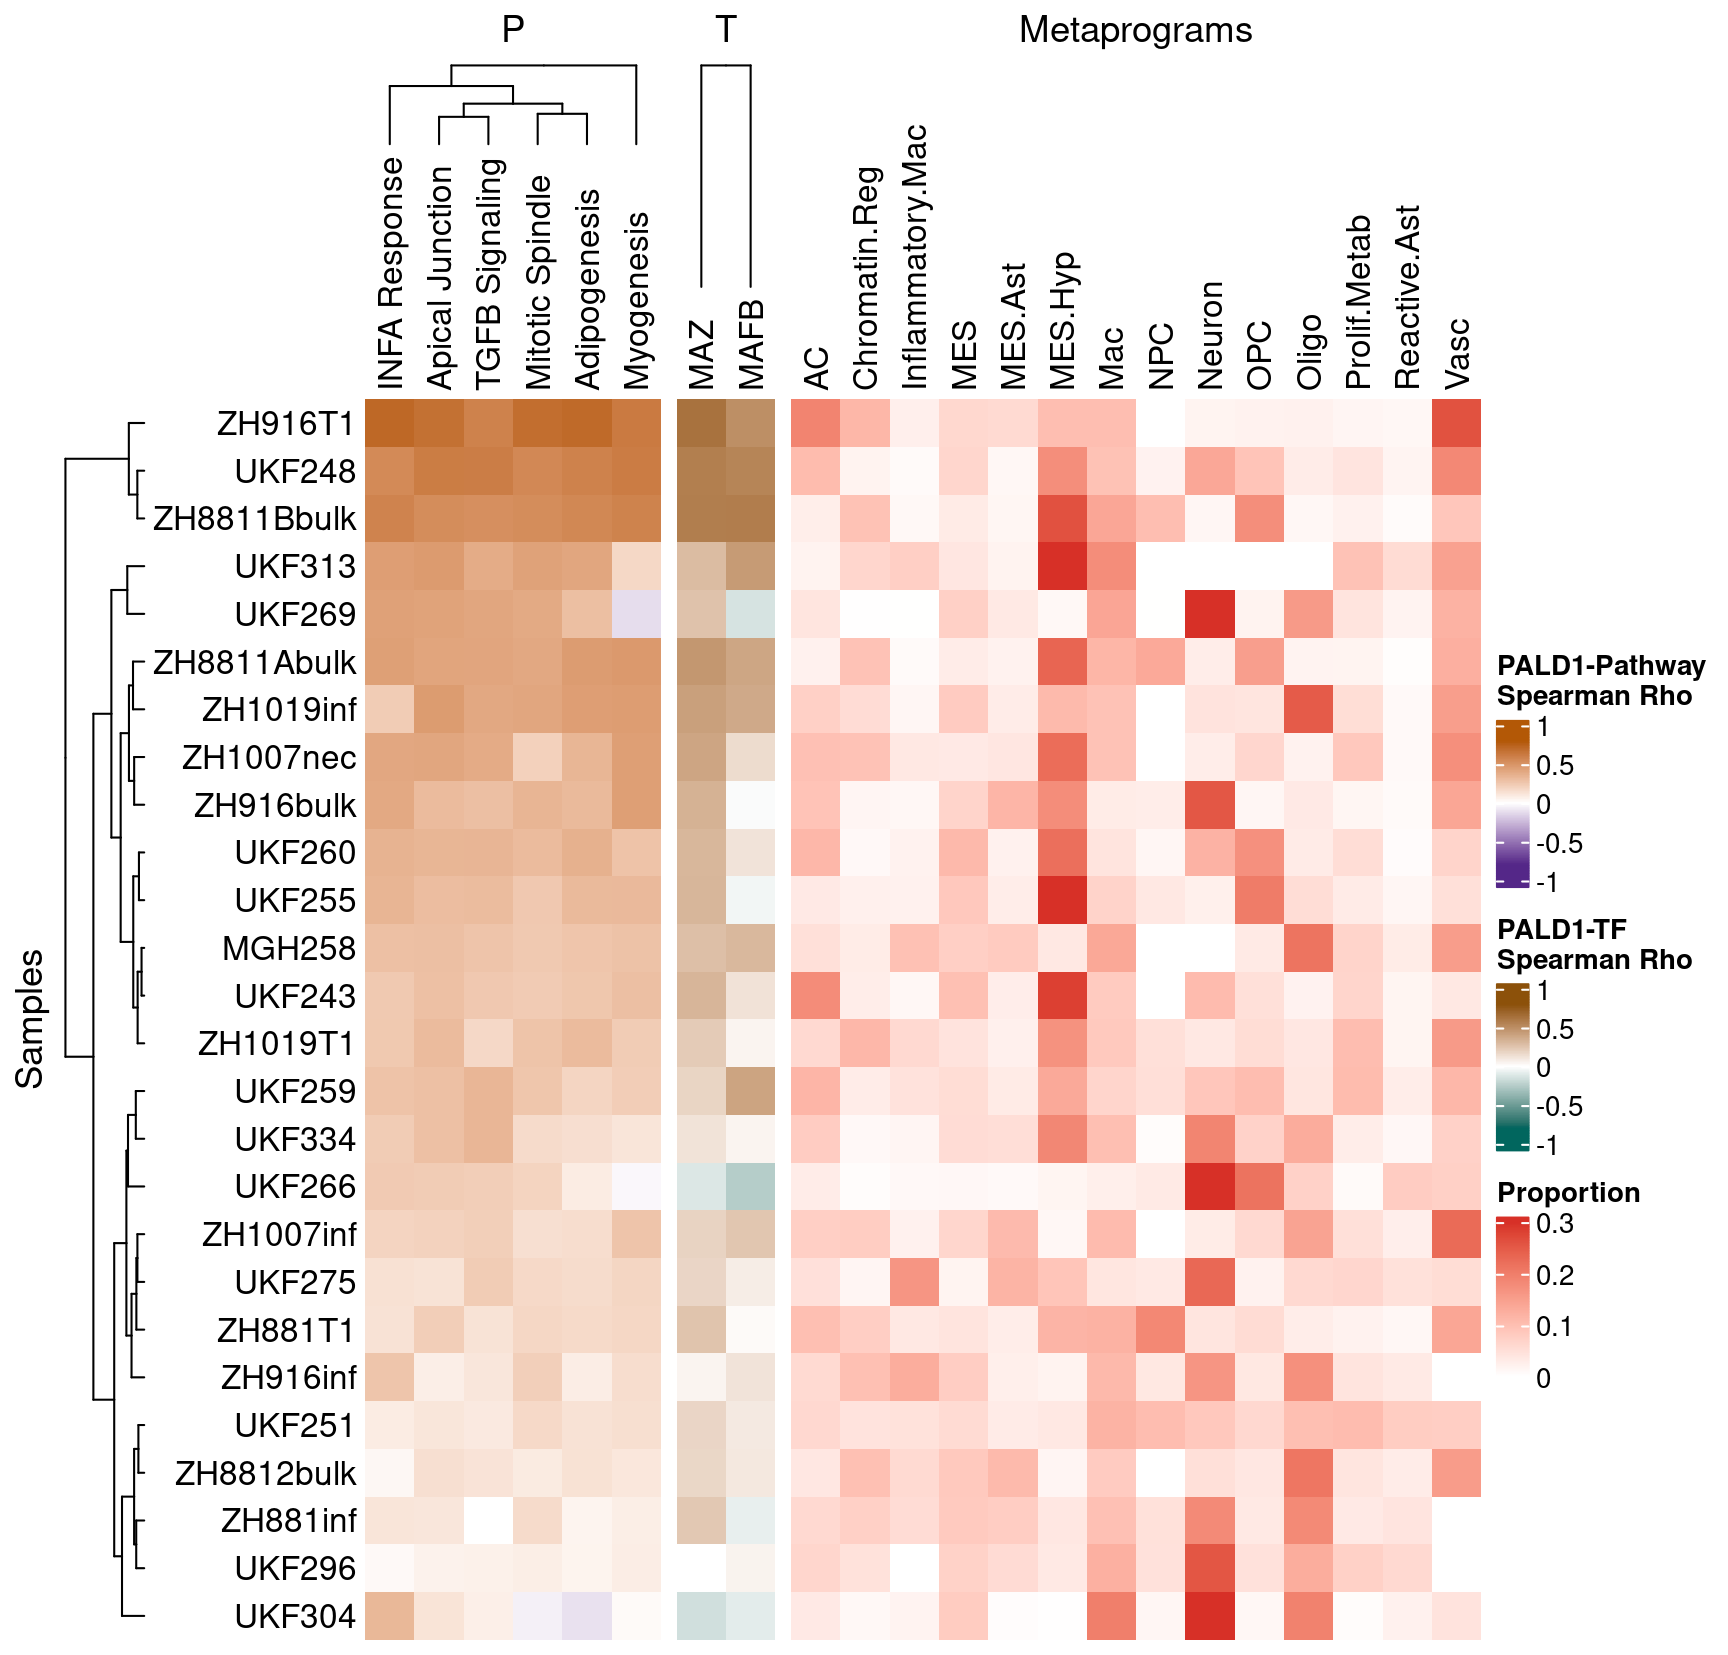 P T Metaprograms
INFA Response
Apical Junction
TGFB Signaling
Mitotic Spindle
Adipogenesis
Myogenesis
MAZ
MAFB
AC
Chromatin.Reg
Inflammatory.Mac
MES
MES.Ast
MES.Hyp
Mac
NPC
Neuron
OPC
Oligo
Prolif.Metab
Reactive.Ast
Vasc
Samples
ZH916T1
UKF248
ZH8811Bbulk
UKF313
UKF269
ZH8811Abulk
ZH1019inf
ZH1007nec
ZH916bulk
UKF260
UKF255
MGH258
UKF243
ZH1019T1
UKF259
UKF334
UKF266
ZH1007inf
UKF275
ZH881T1
ZH916inf
UKF251
ZH8812bulk
ZH881inf
UKF296
UKF304
PALD1-Pathway
Spearman Rho
1
0.5
0
-0.5
-1
PALD1-TF
Spearman Rho
1
0.5
0
-0.5
-1
Proportion
0.3
0.2
0.1
0